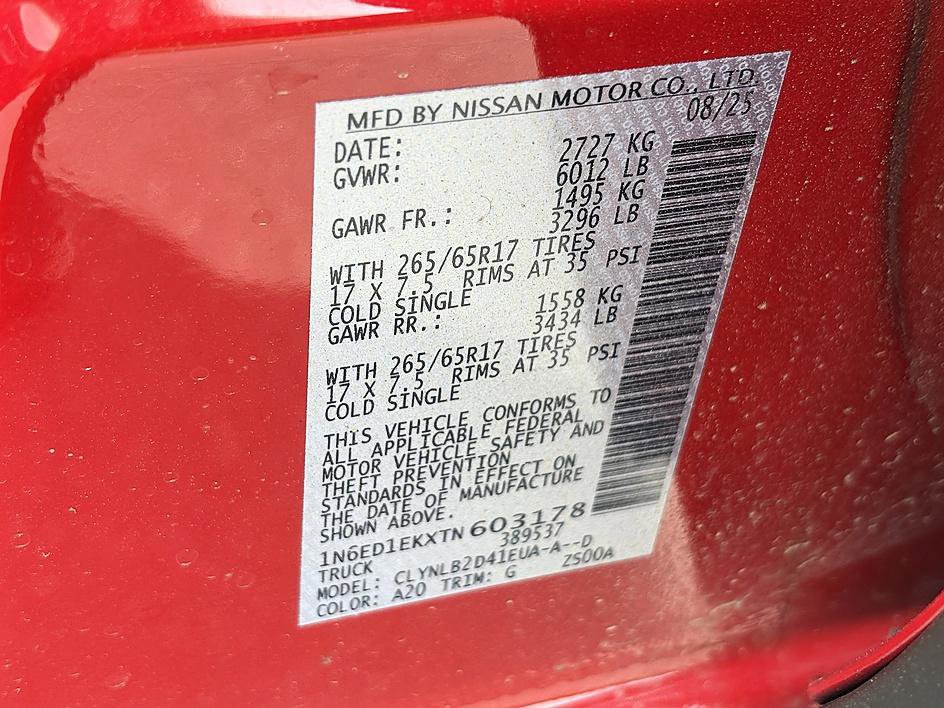 MFD BY NISSAN MOTOR CO., LTD.
DATE: 08/25
GVWR: 2727 KG
6012 LB
GAWR FR.: 1495 KG
3296 LB
WITH 265/65R17 TIRES
17 X 7.5 RIMS AT 35 PSI
COLD SINGLE
GAWR RR.: 1558 KG
3434 LB
WITH 265/65R17 TIRES
17 X 7.5 RIMS AT 35 PSI
COLD SINGLE
THIS VEHICLE CONFORMS TO
ALL APPLICABLE FEDERAL
MOTOR VEHICLE SAFETY AND
THEFT PREVENTION
STANDARDS IN EFFECT ON
THE DATE OF MANUFACTURE
SHOWN ABOVE.
1N6ED1EKXTN603178
TRUCK 389537
MODEL: CLYNLB2D41EUA-A--D
COLOR: A20 TRIM: G ZS00A